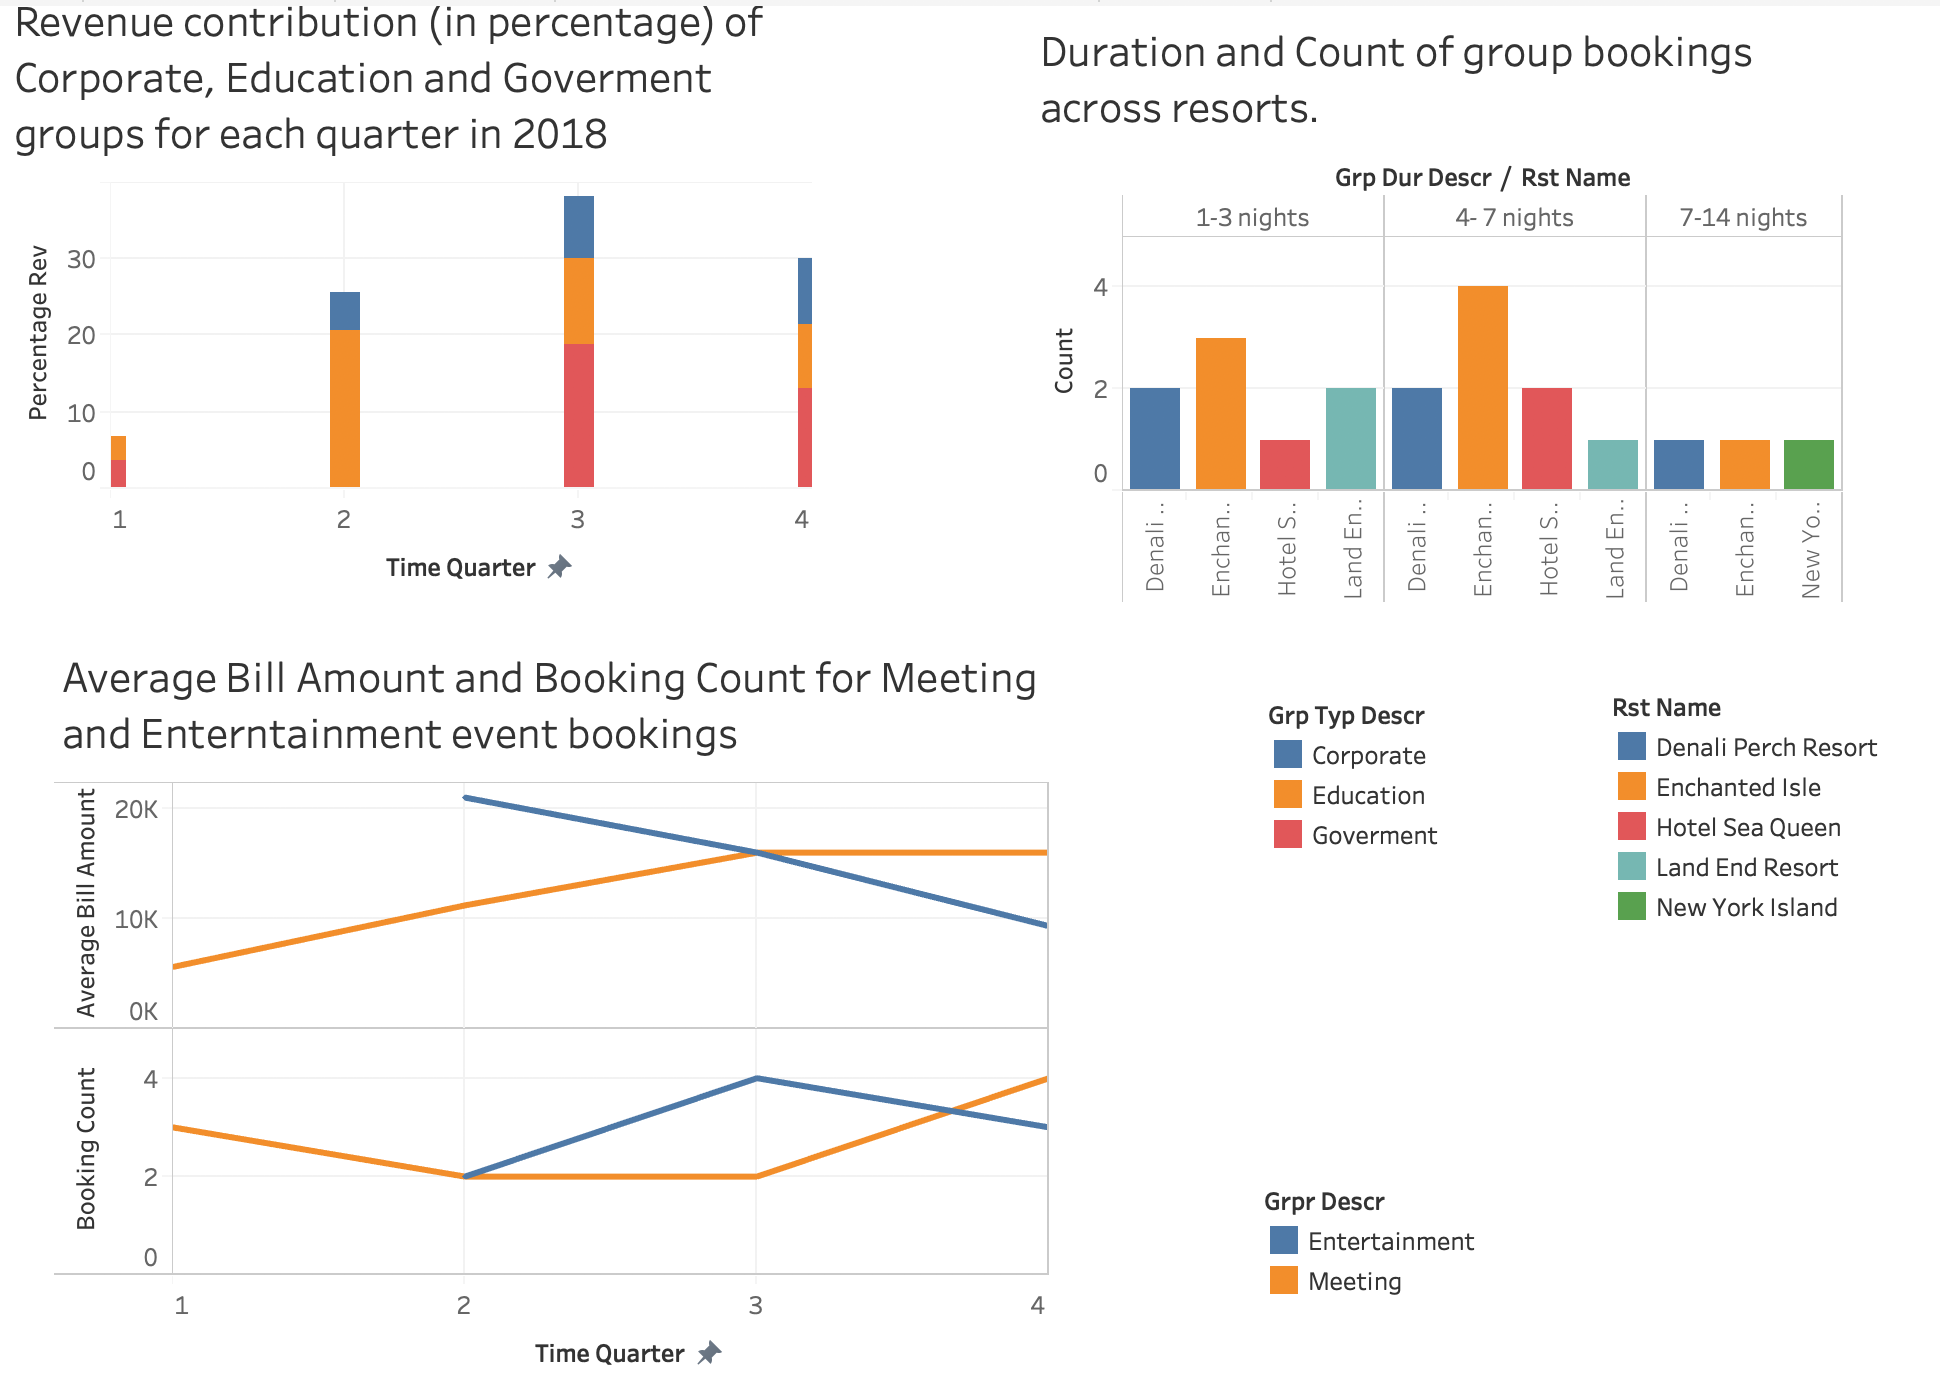 Revenue contribution (in percentage) of
Corporate, Education and Goverment
groups for each quarter in 2018
Percentage Rev
30
20
10
0
1
2
3
4
Time Quarter
Duration and Count of group bookings
across resorts.
Grp Dur Descr / Rst Name
1-3 nights
4- 7 nights
7-14 nights
Count
4
2
0
Denali ..
Enchan..
Hotel S..
Land En..
Denali ..
Enchan..
Hotel S..
Land En..
Denali ..
Enchan..
New Yo..
Average Bill Amount and Booking Count for Meeting
and Enterntainment event bookings
Average Bill Amount
20K
10K
0K
Booking Count
4
2
0
1
2
3
4
Time Quarter
Grp Typ Descr
Corporate
Education
Goverment
Rst Name
Denali Perch Resort
Enchanted Isle
Hotel Sea Queen
Land End Resort
New York Island
Grpr Descr
Entertainment
Meeting